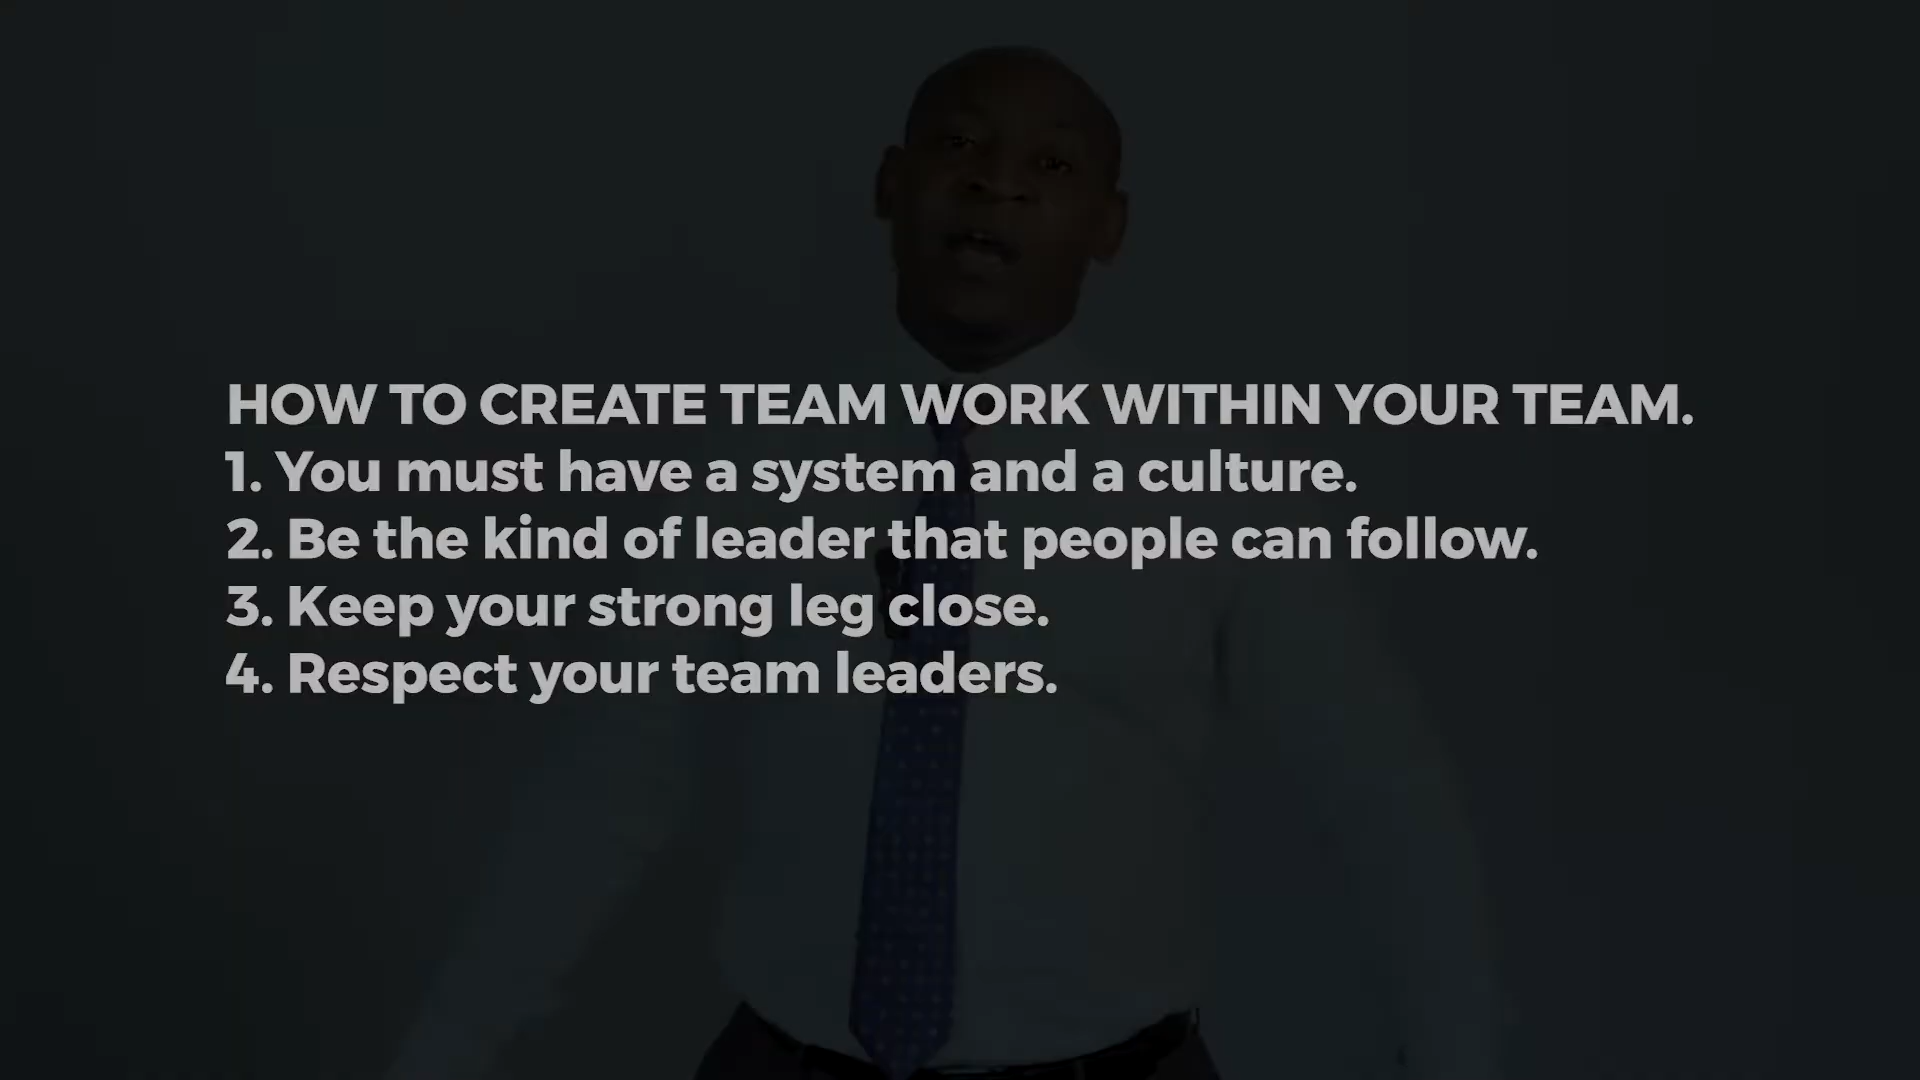 HOW TO CREATE TEAM WORK WITHIN YOUR TEAM.
1. You must have a system and a culture.
2. Be the kind of leader that people can follow.
3. Keep your strong leg close.
4. Respect your team leaders.